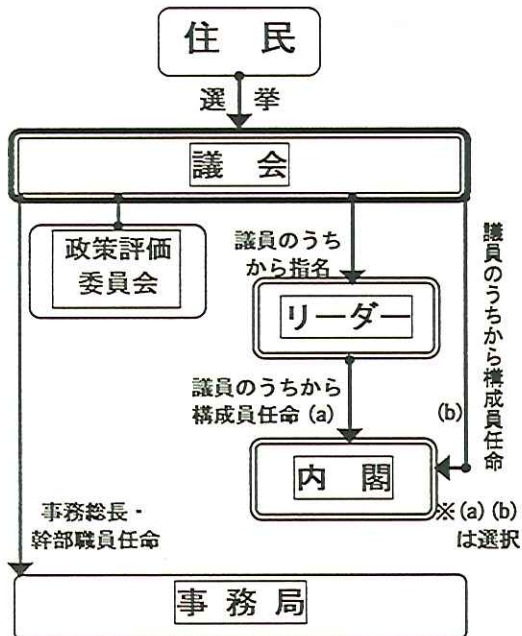 住 民
選 挙
議 会
政策評価
委員会
議員のうち
から指名
リーダー
議員のうちから
構成員任命 (a)
(b)
議員のうちから構成員任命
内 閣
※(a)(b)
は選択
事務総長・
幹部職員任命
事 務 局